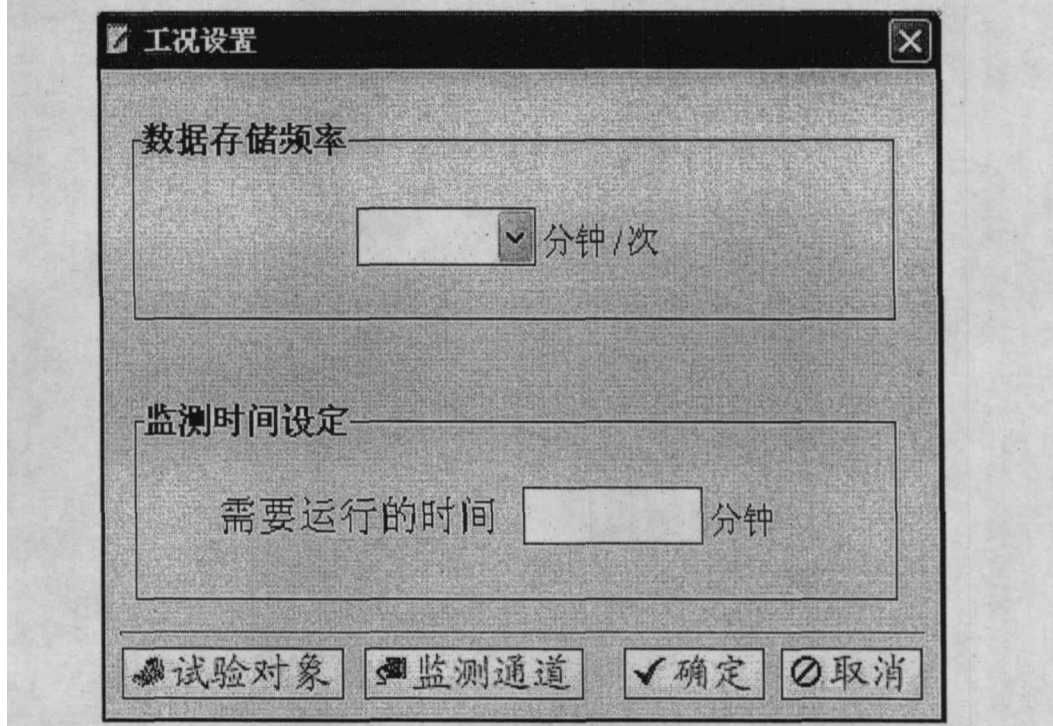 工况设置
数据存储频率
分钟/次
监测时间设定
需要运行的时间 分钟
试验对象 监测通道 确定 取消